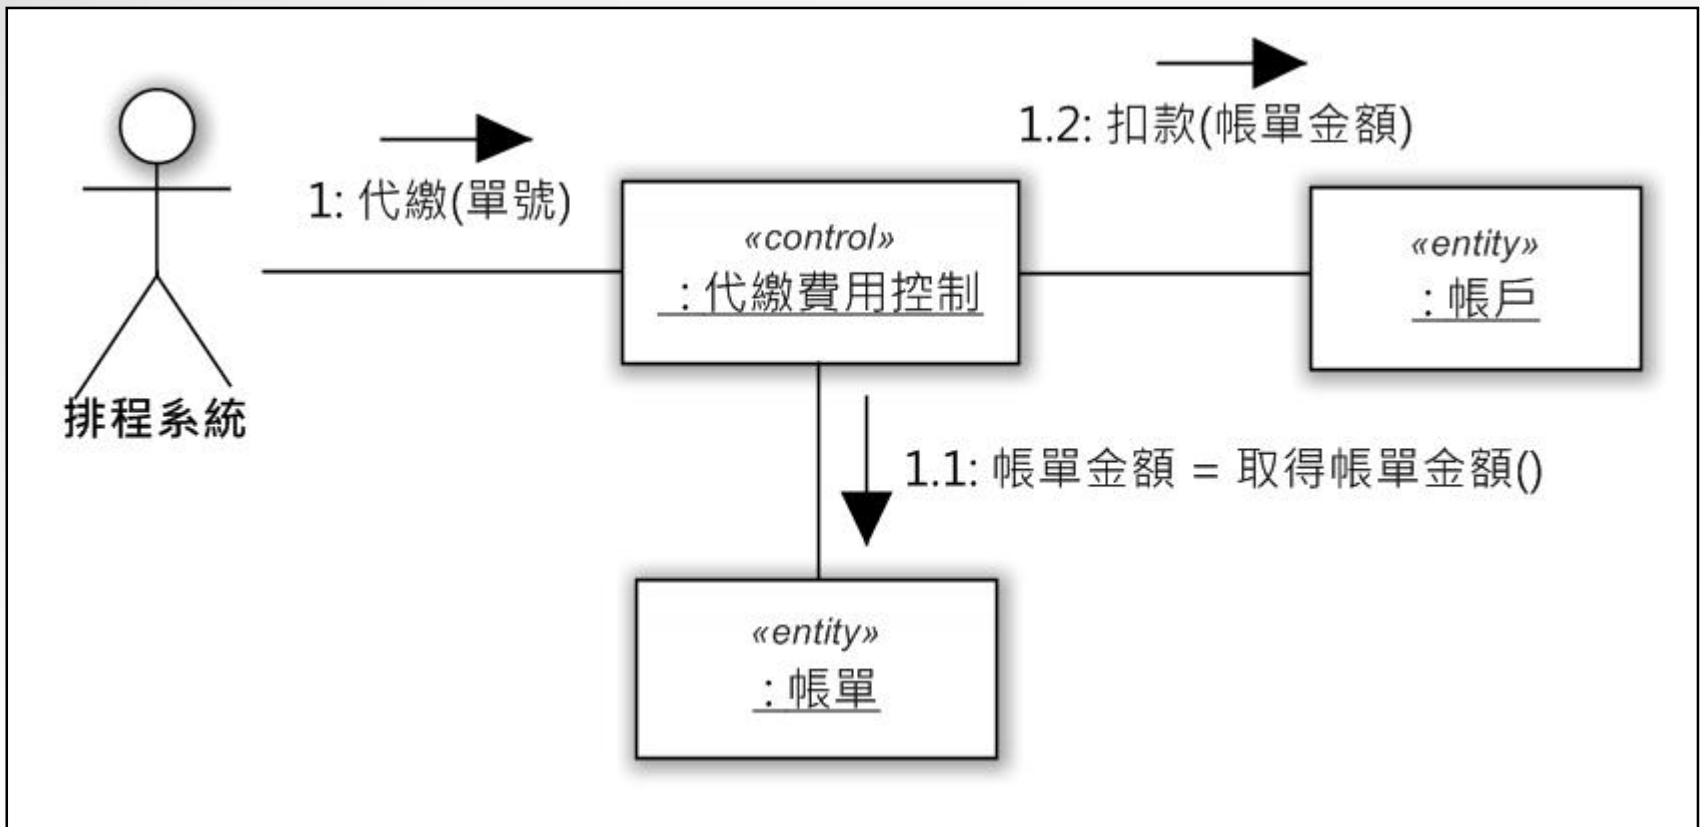 1.2: 扣款(帳單金額)
1: 代繳(單號)
«control»
: 代繳費用控制
«entity»
: 帳戶
排程系統
1.1: 帳單金額 = 取得帳單金額()
«entity»
: 帳單